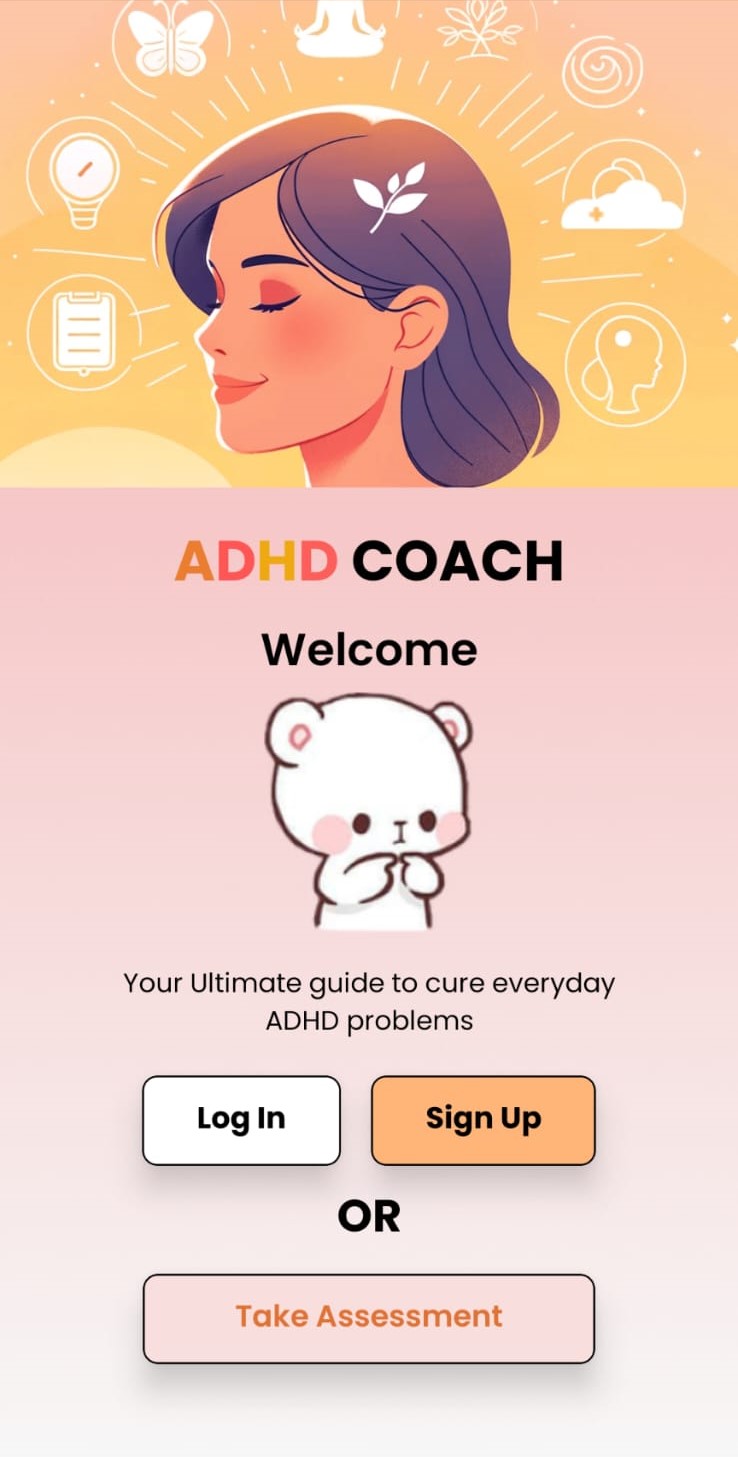 ADHD COACH
Welcome
Your Ultimate guide to cure everyday
ADHD problems
Log In
Sign Up
OR
Take Assessment